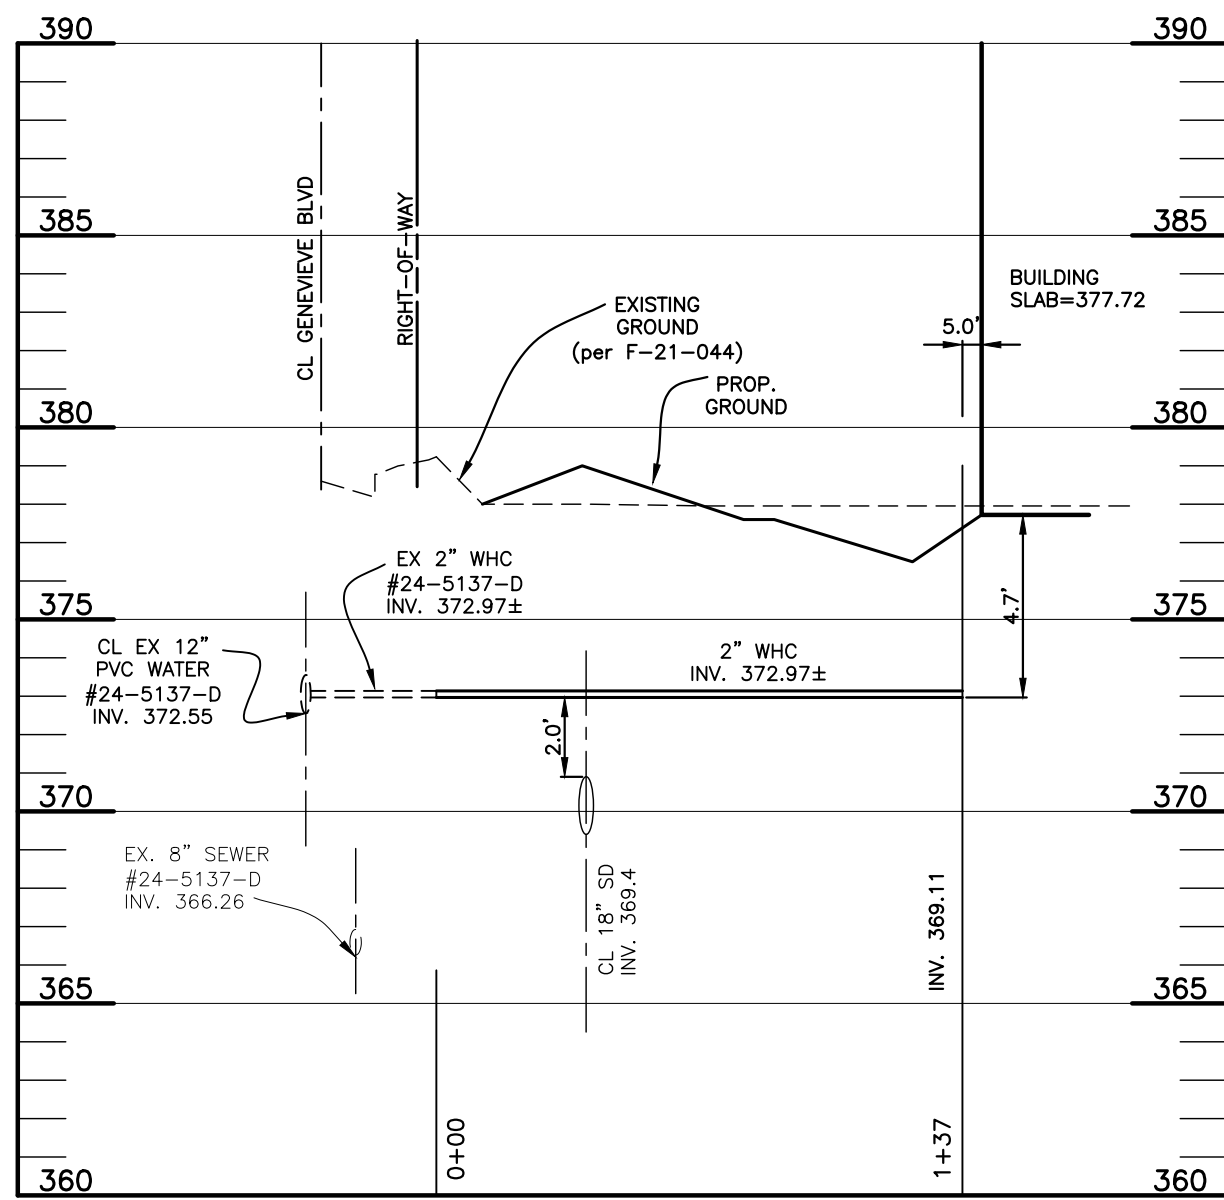 390
390
CL GENEVIEVE BLVD
RIGHT-OF-WAY
385
385
BUILDING
SLAB=377.72
EXISTING
GROUND
(per F-21-044)
5.0'
PROP.
GROUND
380
380
EX 2" WHC
#24-5137-D
INV. 372.97±
375
375
4.7'
CL EX 12"
PVC WATER
#24-5137-D
INV. 372.55
2" WHC
INV. 372.97±
2.0'
370
370
EX. 8" SEWER
#24-5137-D
INV. 366.26
CL 18" SD
INV. 369.4
INV. 369.11
365
365
0+00
1+37
360
360